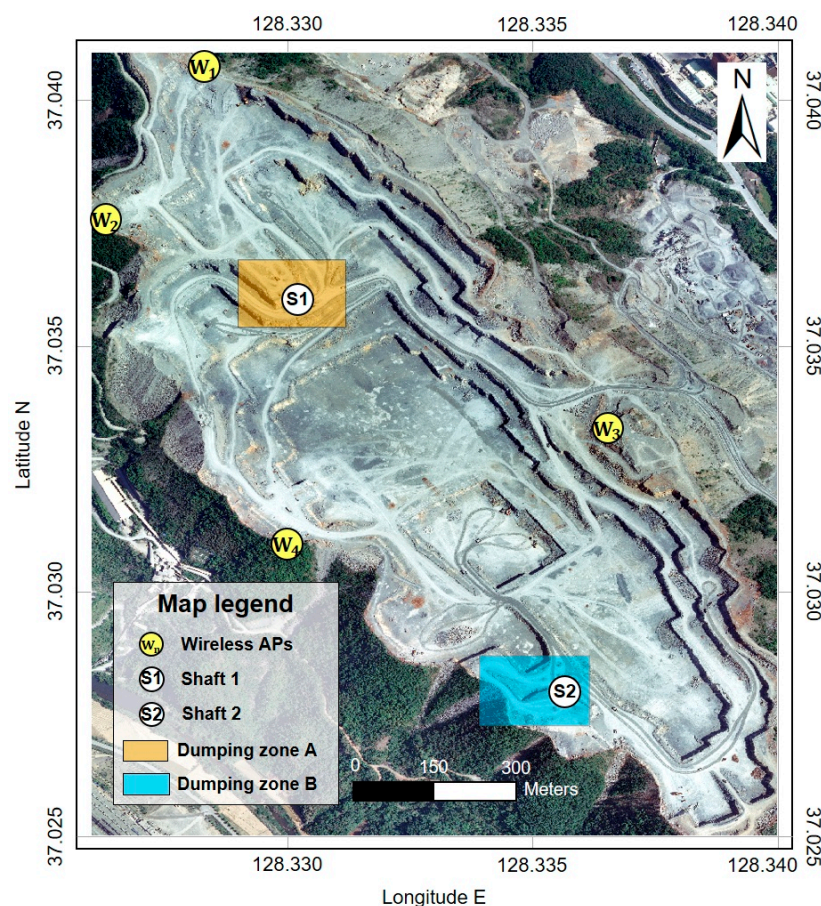 128.330 128.335 128.340
W1
N
37.040 37.040
W2
S1
37.035 37.035
W3
Latitude N
W4
37.030 37.030
Map legend
Wn Wireless APs
S1 Shaft 1
S2 Shaft 2
Dumping zone A
Dumping zone B
S2
0 150 300
Meters
37.025 37.025
128.330 128.335 128.340
Longitude E